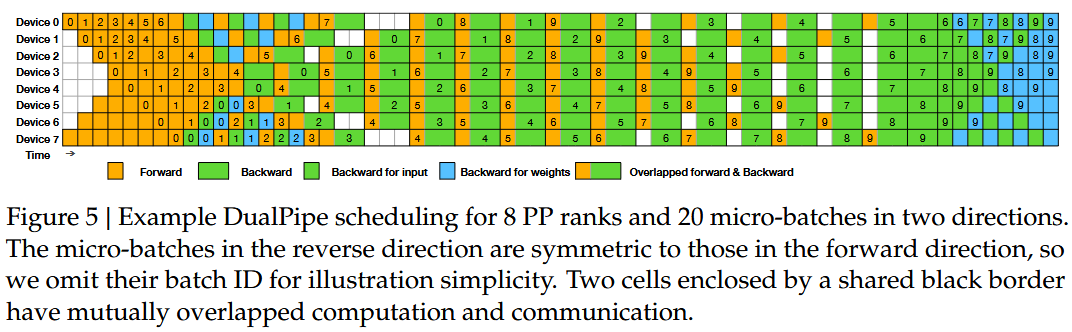 Device 0 0 1 2 3 4 5 6 7 0 8 1 9 2 3 4 5 6 6 7 7 8 8 9 9
Device 1 0 1 2 3 4 5 6 0 7 1 8 2 9 3 4 5 6 7 8 7 9 8 9
Device 2 0 1 2 3 4 5 0 6 1 7 2 8 3 9 4 5 6 7 8 7 9 8 9
Device 3 0 1 2 3 4 0 5 1 6 2 7 3 8 4 9 5 6 7 8 9 8 9
Device 4 0 1 2 3 0 4 1 5 2 6 3 7 4 8 5 9 6 7 8 9 8 9
Device 5 0 1 2 0 0 3 1 4 2 5 3 6 4 7 5 8 6 9 7 8 9 9
Device 6 0 1 0 0 2 1 1 3 2 4 3 5 4 6 5 7 6 8 7 9 8 9 9
Device 7 0 0 0 1 1 1 2 2 2 3 3 4 4 5 5 6 6 7 7 8 8 9 9
Time →
Forward Backward Backward for input Backward for weights Overlapped forward & Backward
Figure 5 | Example DualPipe scheduling for 8 PP ranks and 20 micro-batches in two directions.
The micro-batches in the reverse direction are symmetric to those in the forward direction, so
we omit their batch ID for illustration simplicity. Two cells enclosed by a shared black border
have mutually overlapped computation and communication.